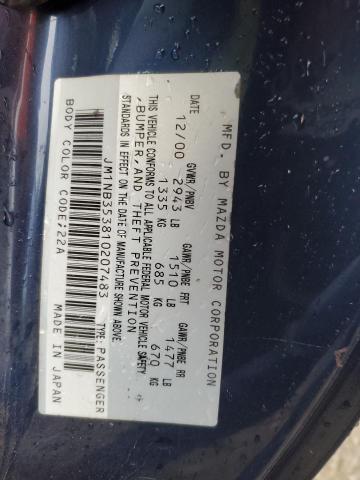 MFD. BY MAZDA MOTOR CORPORATION
DATE 12/00 GVWR/PNBV 2943 LB 1335 KG GAWR/PNBE FRT 1510 LB 685 KG GAWR/PNBE RR 1477 LB 670 KG
THIS VEHICLE CONFORMS TO ALL APPLICABLE FEDERAL MOTOR VEHICLE SAFETY
,BUMPER,AND THEFT PREVENTION
STANDARDS IN EFFECT ON THE DATE OF MANUFACTURE SHOWN ABOVE.
JM1NB353810207483 TYPE:PASSENGER
BODY COLOR CODE:22A MADE IN JAPAN